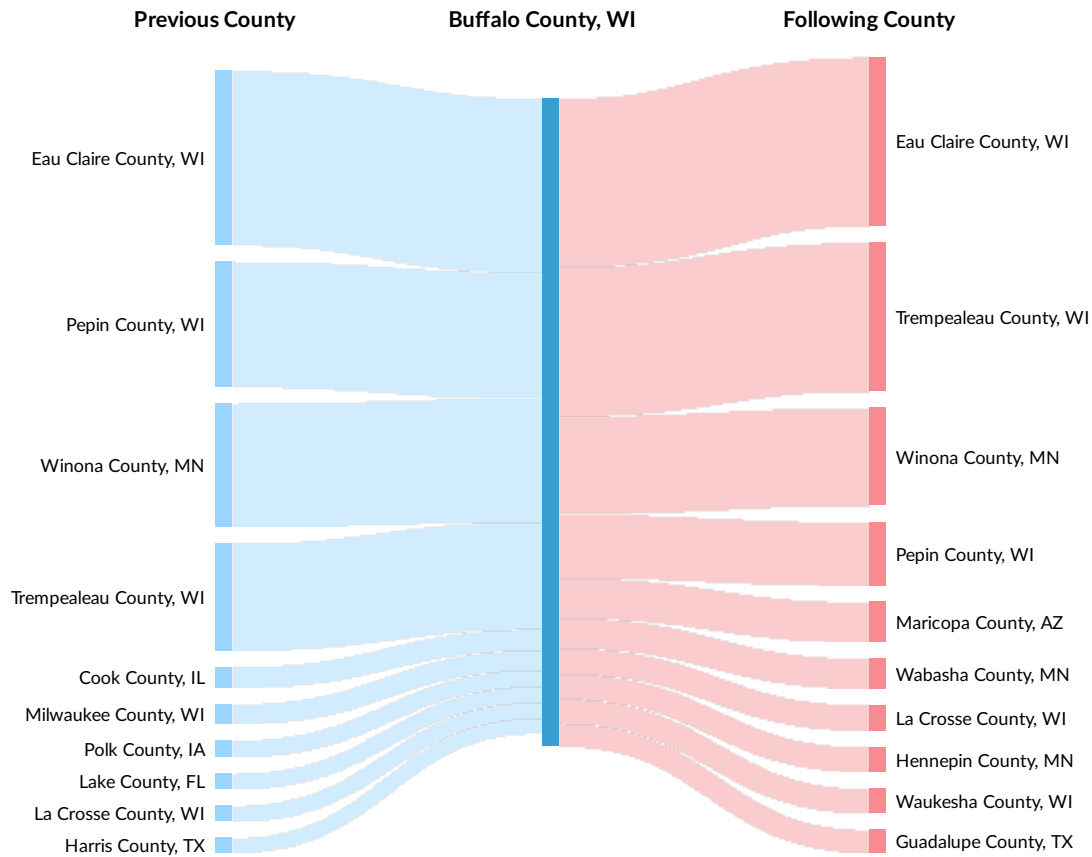 Previous County
Buffalo County, WI
Following County
Eau Claire County, WI
Pepin County, WI
Winona County, MN
Trempealeau County, WI
Cook County, IL
Milwaukee County, WI
Polk County, IA
Lake County, FL
La Crosse County, WI
Harris County, TX
Eau Claire County, WI
Trempealeau County, WI
Winona County, MN
Pepin County, WI
Maricopa County, AZ
Wabasha County, MN
La Crosse County, WI
Hennepin County, MN
Waukesha County, WI
Guadalupe County, TX